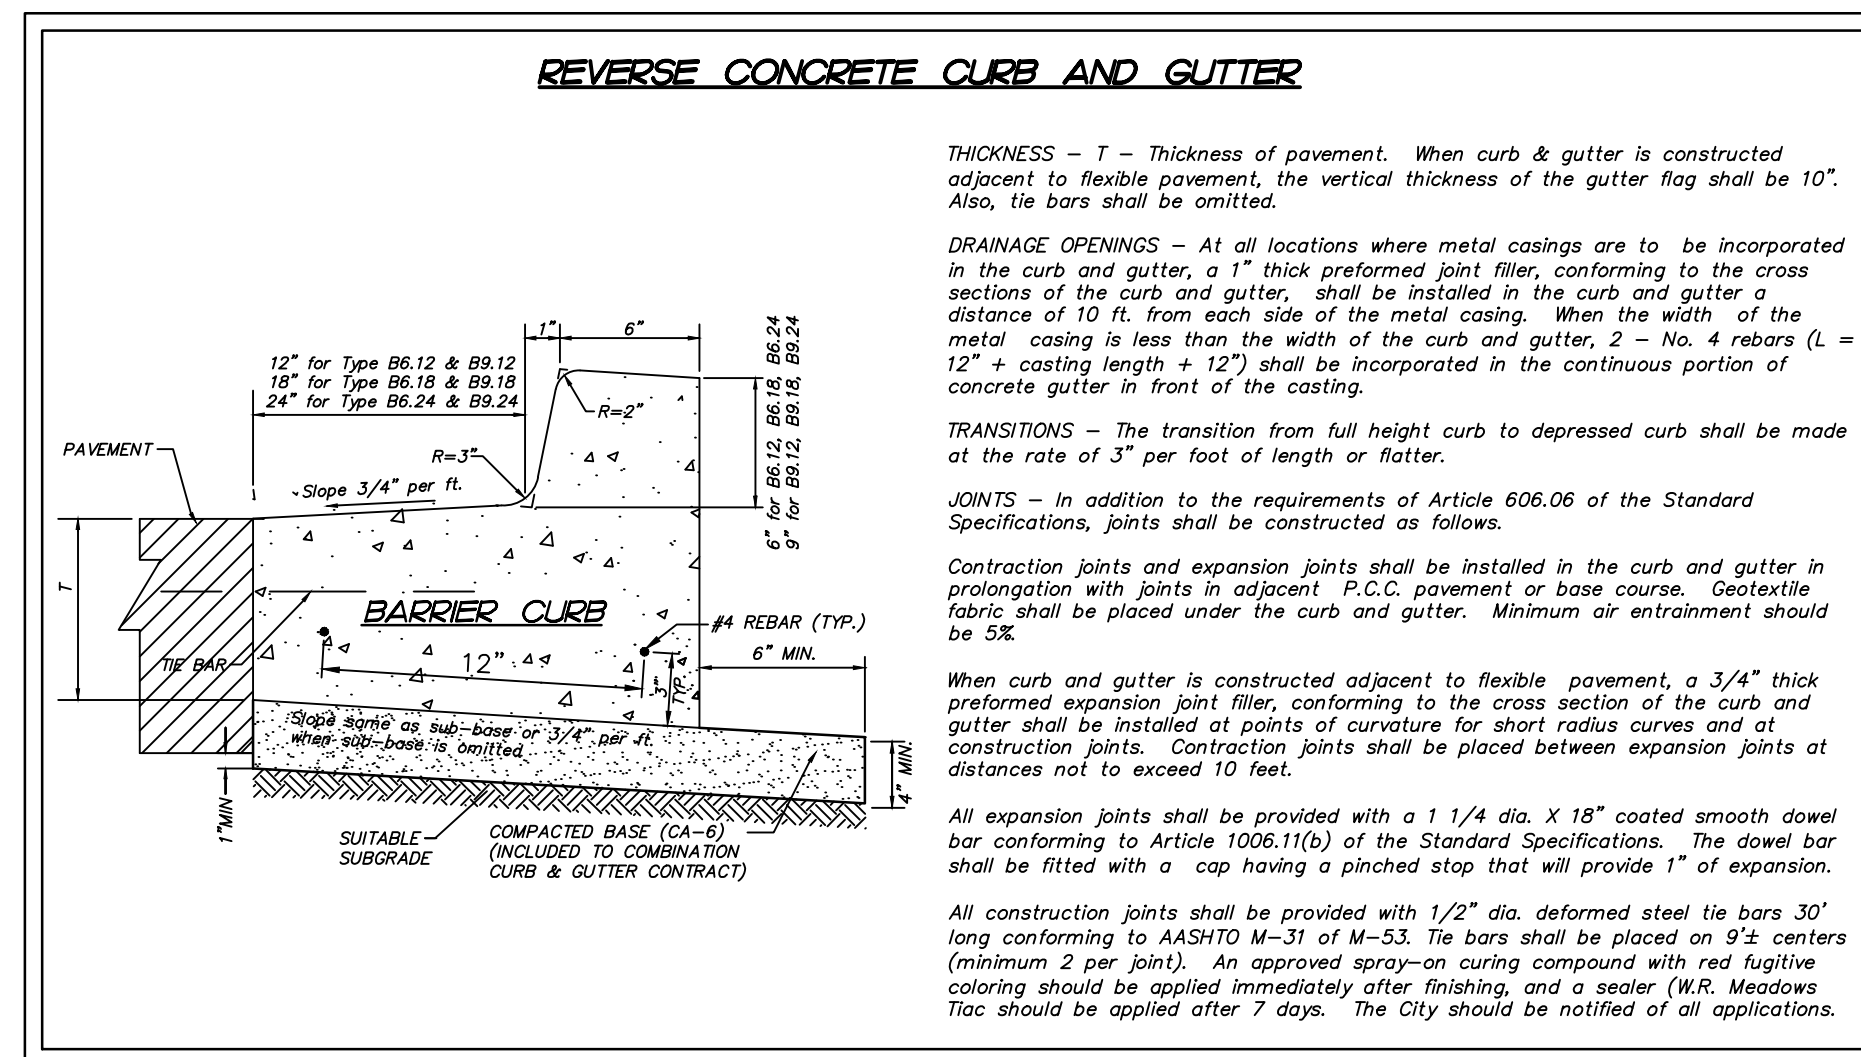 REVERSE CONCRETE CURB AND GUTTER
1"
6"
12" for Type B6.12 & B9.12
18" for Type B6.18 & B9.18
24" for Type B6.24 & B9.24
6" for B6.12, B6.18, B6.24
9" for B9.12, B9.18, B9.24
R=2"
PAVEMENT
R=3"
Slope 3/4" per ft.
T
BARRIER CURB
#4 REBAR (TYP.)
TIE BAR
12"
6" MIN.
3"
TYP.
Slope same as sub-base or 3/4" per ft.
when sub-base is omitted
4" MIN.
1"MIN
SUITABLE
SUBGRADE
COMPACTED BASE (CA-6)
(INCLUDED TO COMBINATION
CURB & GUTTER CONTRACT)
THICKNESS - T - Thickness of pavement. When curb & gutter is constructed
adjacent to flexible pavement, the vertical thickness of the gutter flag shall be 10".
Also, tie bars shall be omitted.
DRAINAGE OPENINGS - At all locations where metal casings are to be incorporated
in the curb and gutter, a 1" thick preformed joint filler, conforming to the cross
sections of the curb and gutter, shall be installed in the curb and gutter a
distance of 10 ft. from each side of the metal casing. When the width of the
metal casing is less than the width of the curb and gutter, 2 - No. 4 rebars (L =
12" + casting length + 12") shall be incorporated in the continuous portion of
concrete gutter in front of the casting.
TRANSITIONS - The transition from full height curb to depressed curb shall be made
at the rate of 3" per foot of length or flatter.
JOINTS - In addition to the requirements of Article 606.06 of the Standard
Specifications, joints shall be constructed as follows.
Contraction joints and expansion joints shall be installed in the curb and gutter in
prolongation with joints in adjacent P.C.C. pavement or base course. Geotextile
fabric shall be placed under the curb and gutter. Minimum air entrainment should
be 5%.
When curb and gutter is constructed adjacent to flexible pavement, a 3/4" thick
preformed expansion joint filler, conforming to the cross section of the curb and
gutter shall be installed at points of curvature for short radius curves and at
construction joints. Contraction joints shall be placed between expansion joints at
distances not to exceed 10 feet.
All expansion joints shall be provided with a 1 1/4 dia. X 18" coated smooth dowel
bar conforming to Article 1006.11(b) of the Standard Specifications. The dowel bar
shall be fitted with a cap having a pinched stop that will provide 1" of expansion.
All construction joints shall be provided with 1/2" dia. deformed steel tie bars 30'
long conforming to AASHTO M-31 of M-53. Tie bars shall be placed on 9'± centers
(minimum 2 per joint). An approved spray-on curing compound with red fugitive
coloring should be applied immediately after finishing, and a sealer (W.R. Meadows
Tiac should be applied after 7 days. The City should be notified of all applications.